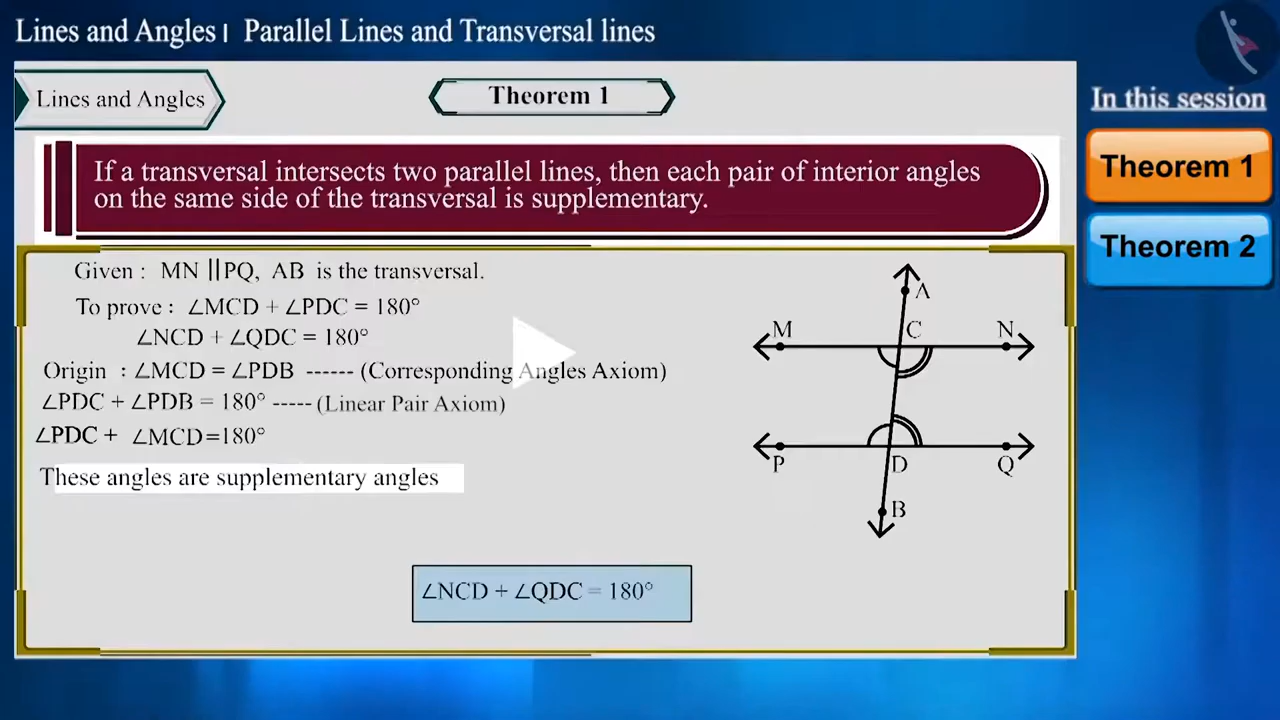 Lines and Angles। Parallel Lines and Transversal lines
Lines and Angles
Theorem 1
In this session
Theorem 1
Theorem 2
If a transversal intersects two parallel lines, then each pair of interior angles
on the same side of the transversal is supplementary.
Given : MN ||PQ, AB is the transversal.
To prove : ∠MCD + ∠PDC = 180°
∠NCD + ∠QDC = 180°
Origin : ∠MCD = ∠PDB ------ (Corresponding Angles Axiom)
∠PDC + ∠PDB = 180° ----- (Linear Pair Axiom)
∠PDC + ∠MCD=180°
These angles are supplementary angles
∠NCD + ∠QDC = 180°
A
M C N
P D Q
B